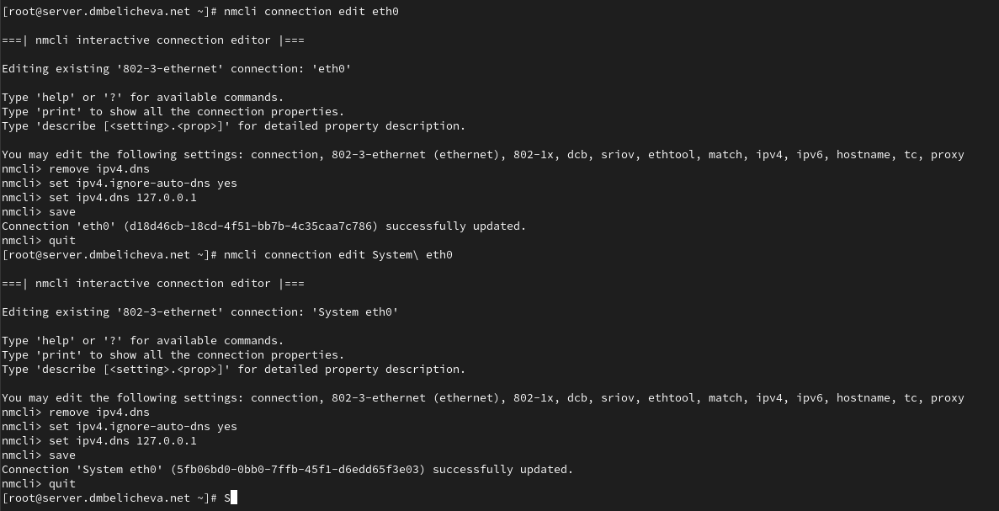 [root@server.dmbelicheva.net ~]# nmcli connection edit eth0
===| nmcli interactive connection editor |===
Editing existing '802-3-ethernet' connection: 'eth0'
Type 'help' or '?' for available commands.
Type 'print' to show all the connection properties.
Type 'describe [<setting>.<prop>]' for detailed property description.
You may edit the following settings: connection, 802-3-ethernet (ethernet), 802-1x, dcb, sriov, ethtool, match, ipv4, ipv6, hostname, tc, proxy
nmcli> remove ipv4.dns
nmcli> set ipv4.ignore-auto-dns yes
nmcli> set ipv4.dns 127.0.0.1
nmcli> save
Connection 'eth0' (d18d46cb-18cd-4f51-bb7b-4c35caa7c786) successfully updated.
nmcli> quit
[root@server.dmbelicheva.net ~]# nmcli connection edit System\ eth0
===| nmcli interactive connection editor |===
Editing existing '802-3-ethernet' connection: 'System eth0'
Type 'help' or '?' for available commands.
Type 'print' to show all the connection properties.
Type 'describe [<setting>.<prop>]' for detailed property description.
You may edit the following settings: connection, 802-3-ethernet (ethernet), 802-1x, dcb, sriov, ethtool, match, ipv4, ipv6, hostname, tc, proxy
nmcli> remove ipv4.dns
nmcli> set ipv4.ignore-auto-dns yes
nmcli> set ipv4.dns 127.0.0.1
nmcli> save
Connection 'System eth0' (5fb06bd0-0bb0-7ffb-45f1-d6edd65f3e03) successfully updated.
nmcli> quit
[root@server.dmbelicheva.net ~]# S